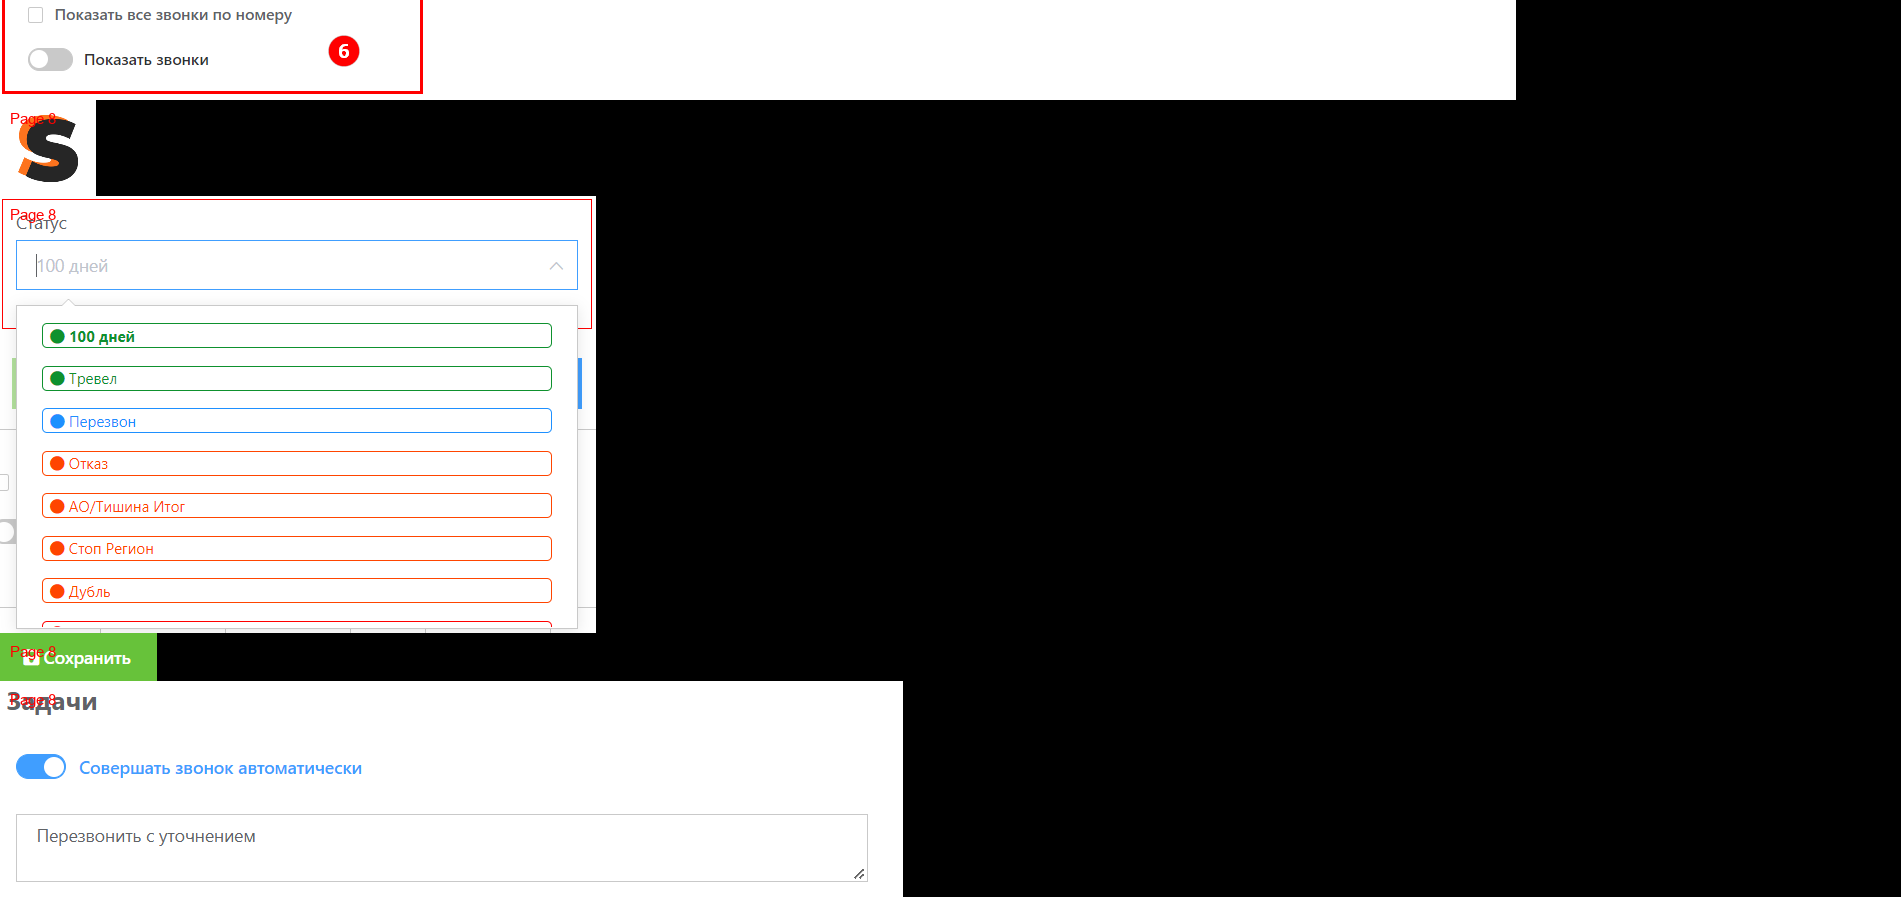 Показать все звонки по номеру
Показать звонки
6
Page 8
S
Page 8
Статус
100 дней
100 дней
Тревел
Перезвон
Отказ
АО/Тишина Итог
Стоп Регион
Дубль
Page 8
Сохранить
Page 8
Задачи
Совершать звонок автоматически
Перезвонить с уточнением